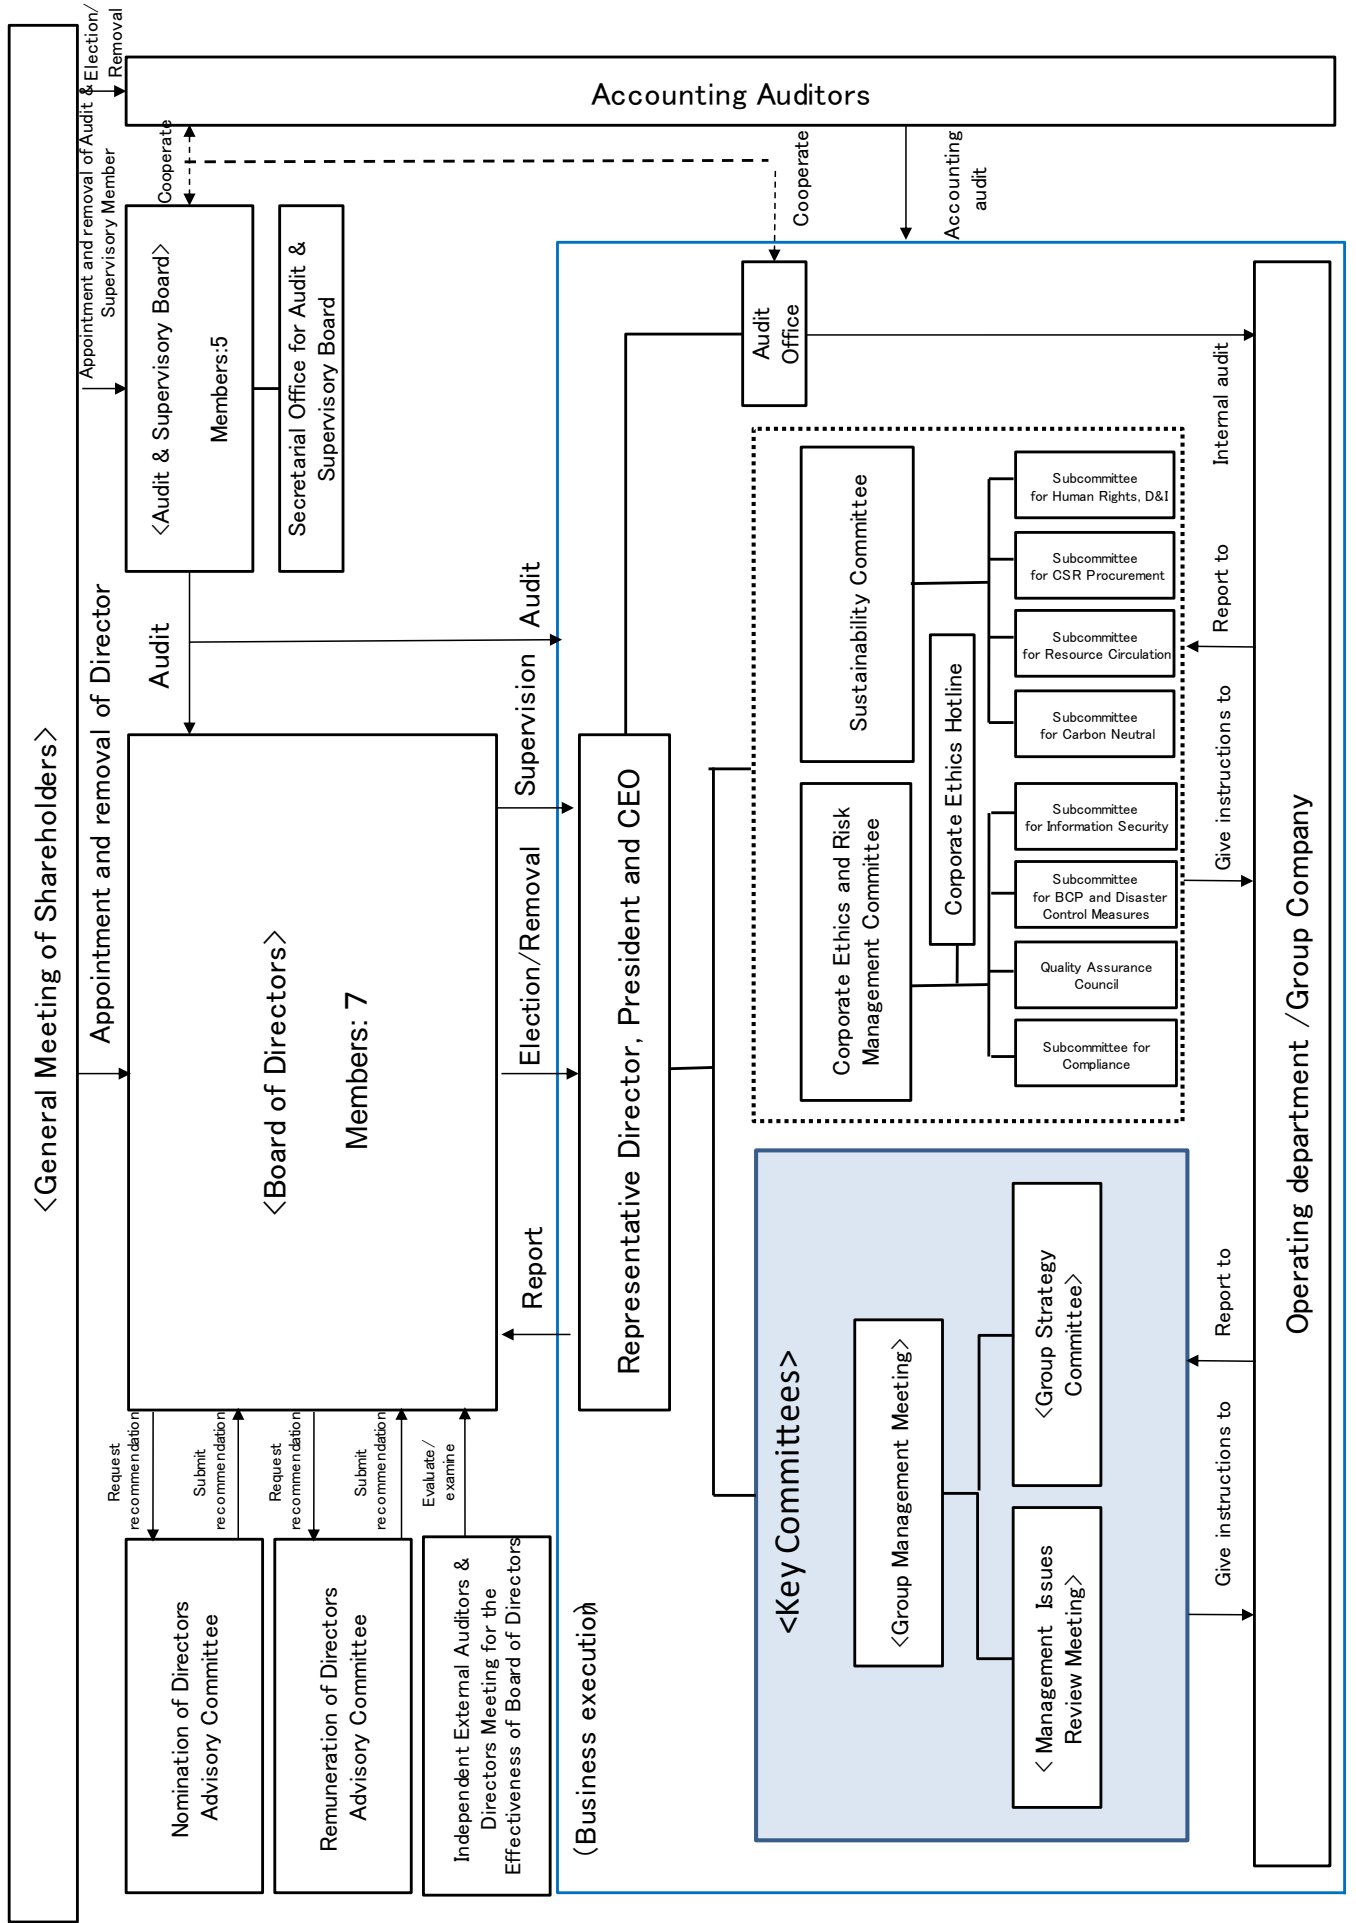 <General Meeting of Shareholders>
Appointment and removal of Director
Appointment and removal of Audit &
Supervisory Member
Election/
Removal
Request
recommendation
Submit
recommendation
Request
recommendation
Submit
recommendation
Evaluate/
examine
Nomination of Directors
Advisory Committee
Remuneration of Directors
Advisory Committee
Independent External Auditors &
Directors Meeting for the
Effectiveness of Board of Directors
<Board of Directors>
Members: 7
Audit
<Audit & Supervisory Board>
Members:5
Secretarial Office for Audit &
Supervisory Board
Cooperate
Accounting Auditors
Cooperate
Accounting
audit
Report
Election/Removal
Supervision
Audit
(Business execution)
Representative Director, President and CEO
<Key Committees>
<Group Management Meeting>
< Management Issues
Review Meeting>
<Group Strategy
Committee>
Corporate Ethics and Risk
Management Committee
Corporate Ethics Hotline
Sustainability Committee
Subcommittee for
Compliance
Quality Assurance
Council
Subcommittee
for BCP and Disaster
Control Measures
Subcommittee
for Information Security
Subcommittee
for Carbon Neutral
Subcommittee
for Resource Circulation
Subcommittee
for CSR Procurement
Subcommittee
for Human Rights, D&I
Audit
Office
Give instructions to
Report to
Give instructions to
Report to
Internal audit
Operating department /Group Company